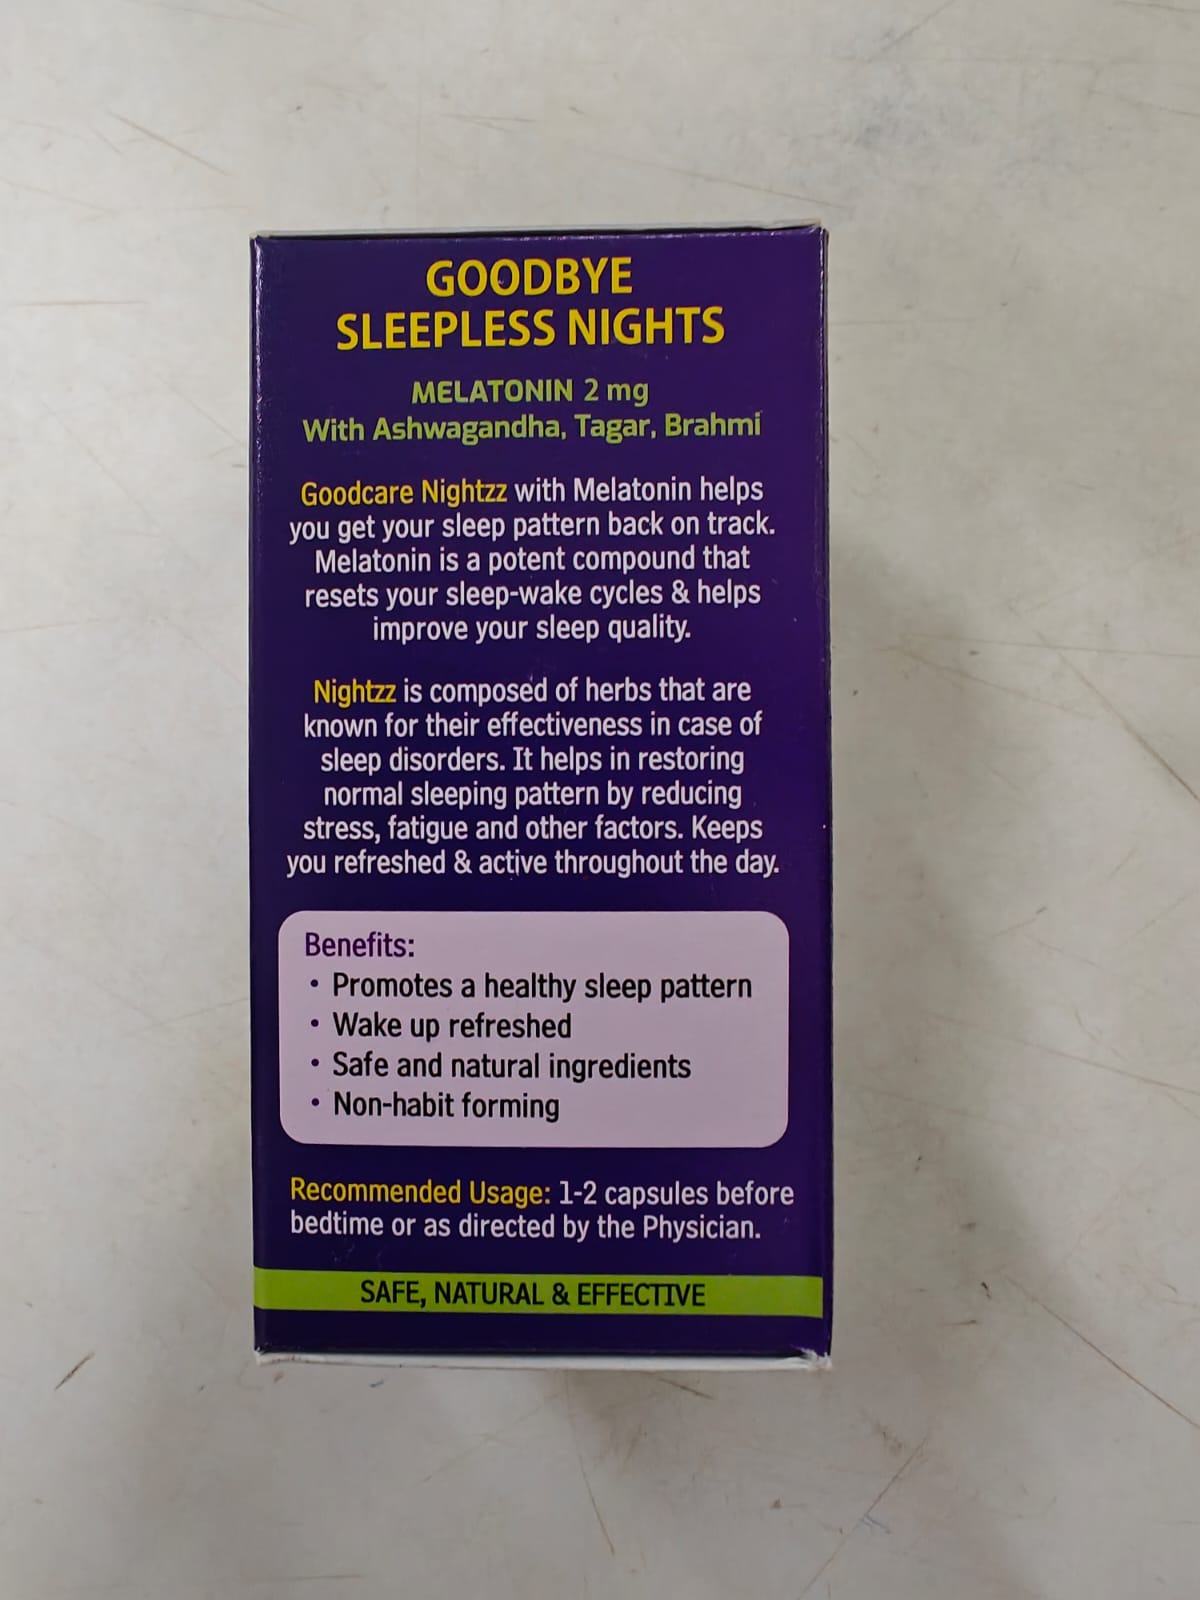 GOODBYE
SLEEPLESS NIGHTS
MELATONIN 2 mg
With Ashwagandha, Tagar, Brahmi
Goodcare Nightzz with Melatonin helps
you get your sleep pattern back on track.
Melatonin is a potent compound that
resets your sleep-wake cycles & helps
improve your sleep quality.
Nightzz is composed of herbs that are
known for their effectiveness in case of
sleep disorders. It helps in restoring
normal sleeping pattern by reducing
stress, fatigue and other factors. Keeps
you refreshed & active throughout the day.
Benefits:
• Promotes a healthy sleep pattern
• Wake up refreshed
• Safe and natural ingredients
• Non-habit forming
Recommended Usage: 1-2 capsules before
bedtime or as directed by the Physician.
SAFE, NATURAL & EFFECTIVE